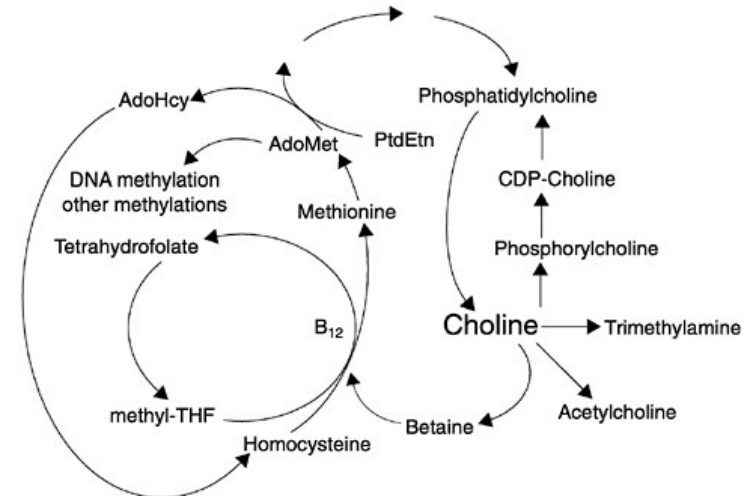 AdoHcy
Phosphatidylcholine
AdoMet
PtdEtn
DNA methylation
other methylations
CDP-Choline
Methionine
Tetrahydrofolate
Phosphorylcholine
B12
Choline
Trimethylamine
methyl-THF
Acetylcholine
Betaine
Homocysteine